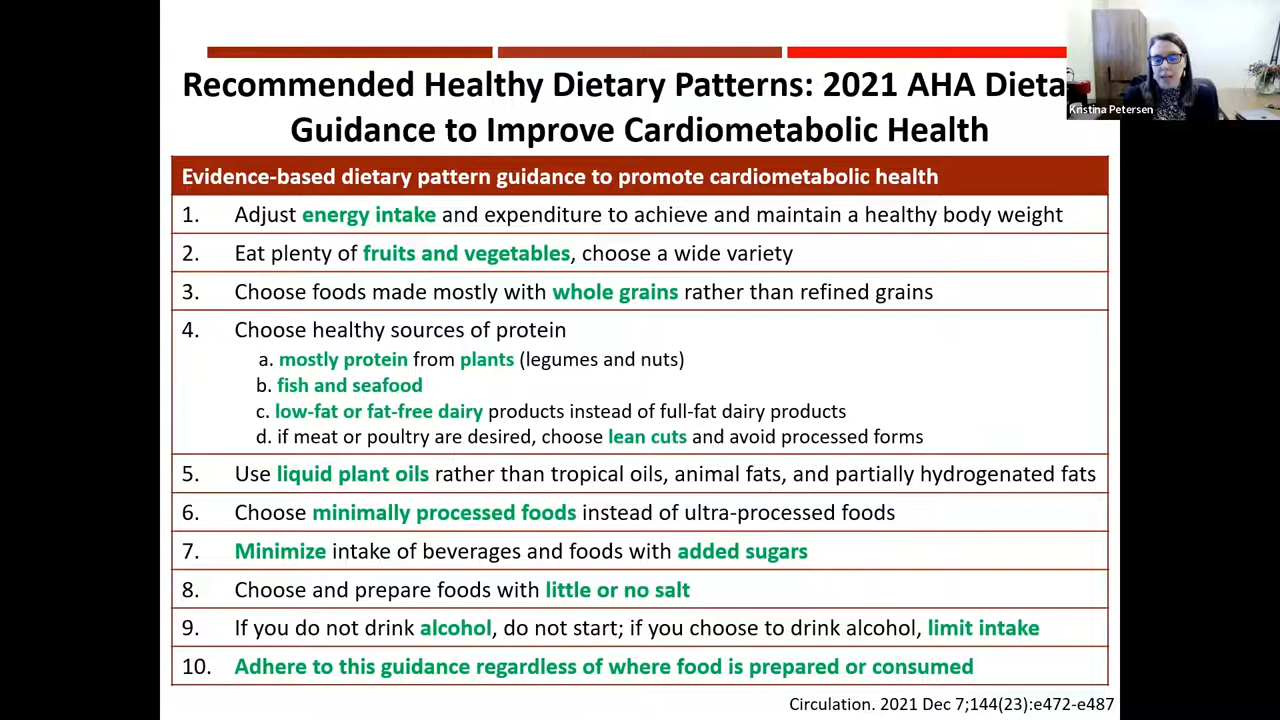 Recommended Healthy Dietary Patterns: 2021 AHA Dieta
Guidance to Improve Cardiometabolic Health
Kristina Petersen
Evidence-based dietary pattern guidance to promote cardiometabolic health
1. Adjust energy intake and expenditure to achieve and maintain a healthy body weight
2. Eat plenty of fruits and vegetables, choose a wide variety
3. Choose foods made mostly with whole grains rather than refined grains
4. Choose healthy sources of protein
a. mostly protein from plants (legumes and nuts)
b. fish and seafood
c. low-fat or fat-free dairy products instead of full-fat dairy products
d. if meat or poultry are desired, choose lean cuts and avoid processed forms
5. Use liquid plant oils rather than tropical oils, animal fats, and partially hydrogenated fats
6. Choose minimally processed foods instead of ultra-processed foods
7. Minimize intake of beverages and foods with added sugars
8. Choose and prepare foods with little or no salt
9. If you do not drink alcohol, do not start; if you choose to drink alcohol, limit intake
10. Adhere to this guidance regardless of where food is prepared or consumed
Circulation. 2021 Dec 7;144(23):e472-e487